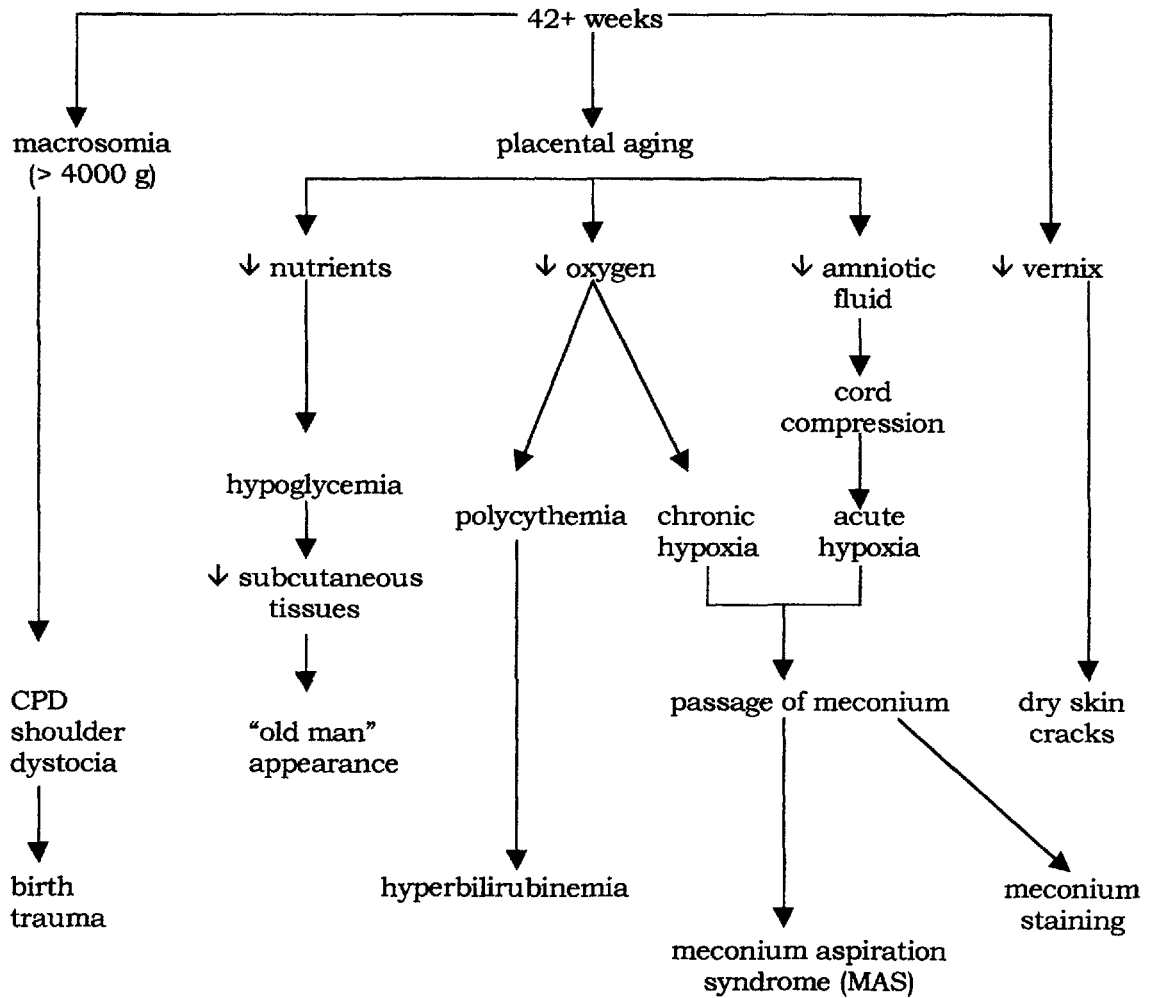 42+ weeks
macrosomia
(> 4000 g)
placental aging
↓ nutrients
↓ oxygen
↓ amniotic
fluid
↓ vernix
cord
compression
hypoglycemia
polycythemia
chronic
hypoxia
acute
hypoxia
↓ subcutaneous
tissues
CPD
shoulder
dystocia
"old man"
appearance
passage of meconium
dry skin
cracks
birth
trauma
hyperbilirubinemia
meconium
staining
meconium aspiration
syndrome (MAS)